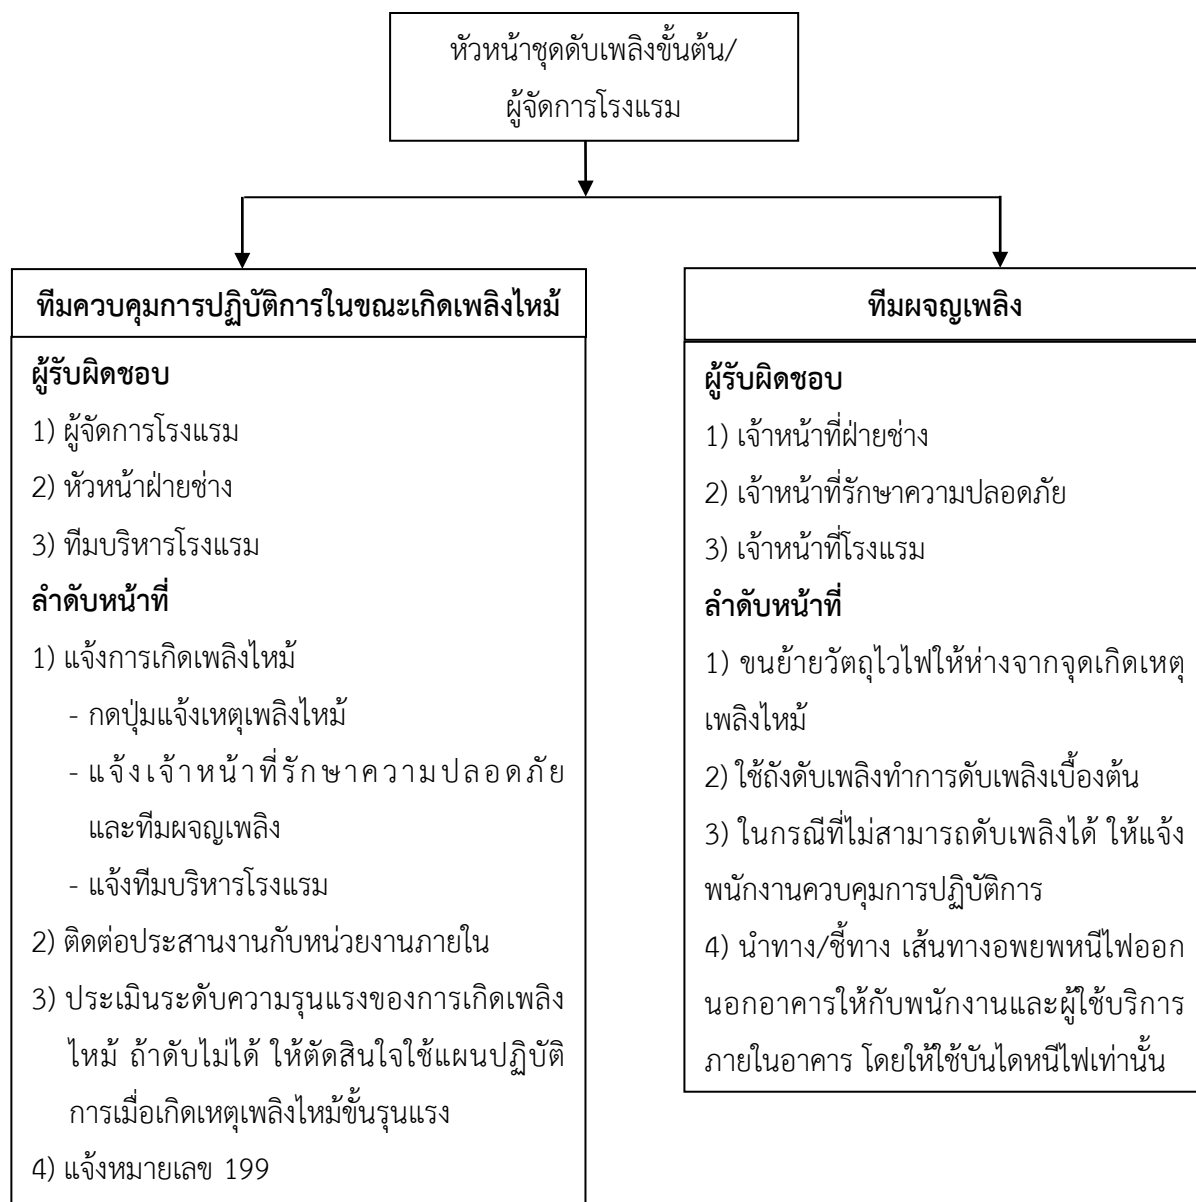 หัวหน้าชุดดับเพลิงขั้นต้น/
ผู้จัดการโรงแรม
ทีมควบคุมการปฏิบัติการในขณะเกิดเพลิงไหม้
ผู้รับผิดชอบ
1) ผู้จัดการโรงแรม
2) หัวหน้าฝ่ายช่าง
3) ทีมบริหารโรงแรม
ลำดับหน้าที่
1) แจ้งการเกิดเพลิงไหม้
- กดปุ่มแจ้งเหตุเพลิงไหม้
- แจ้งเจ้าหน้าที่รักษาความปลอดภัย
และทีมผจญเพลิง
- แจ้งทีมบริหารโรงแรม
2) ติดต่อประสานงานกับหน่วยงานภายใน
3) ประเมินระดับความรุนแรงของการเกิดเพลิง
ไหม้ ถ้าดับไม่ได้ ให้ตัดสินใจใช้แผนปฏิบัติ
การเมื่อเกิดเหตุเพลิงไหม้ขั้นรุนแรง
4) แจ้งหมายเลข 199
ทีมผจญเพลิง
ผู้รับผิดชอบ
1) เจ้าหน้าที่ฝ่ายช่าง
2) เจ้าหน้าที่รักษาความปลอดภัย
3) เจ้าหน้าที่โรงแรม
ลำดับหน้าที่
1) ขนย้ายวัตถุไวไฟให้ห่างจากจุดเกิดเหตุ
เพลิงไหม้
2) ใช้ถังดับเพลิงทำการดับเพลิงเบื้องต้น
3) ในกรณีที่ไม่สามารถดับเพลิงได้ ให้แจ้ง
พนักงานควบคุมการปฏิบัติการ
4) นำทาง/ชี้ทาง เส้นทางอพยพหนีไฟออก
นอกอาคารให้กับพนักงานและผู้ใช้บริการ
ภายในอาคาร โดยให้ใช้บันไดหนีไฟเท่านั้น